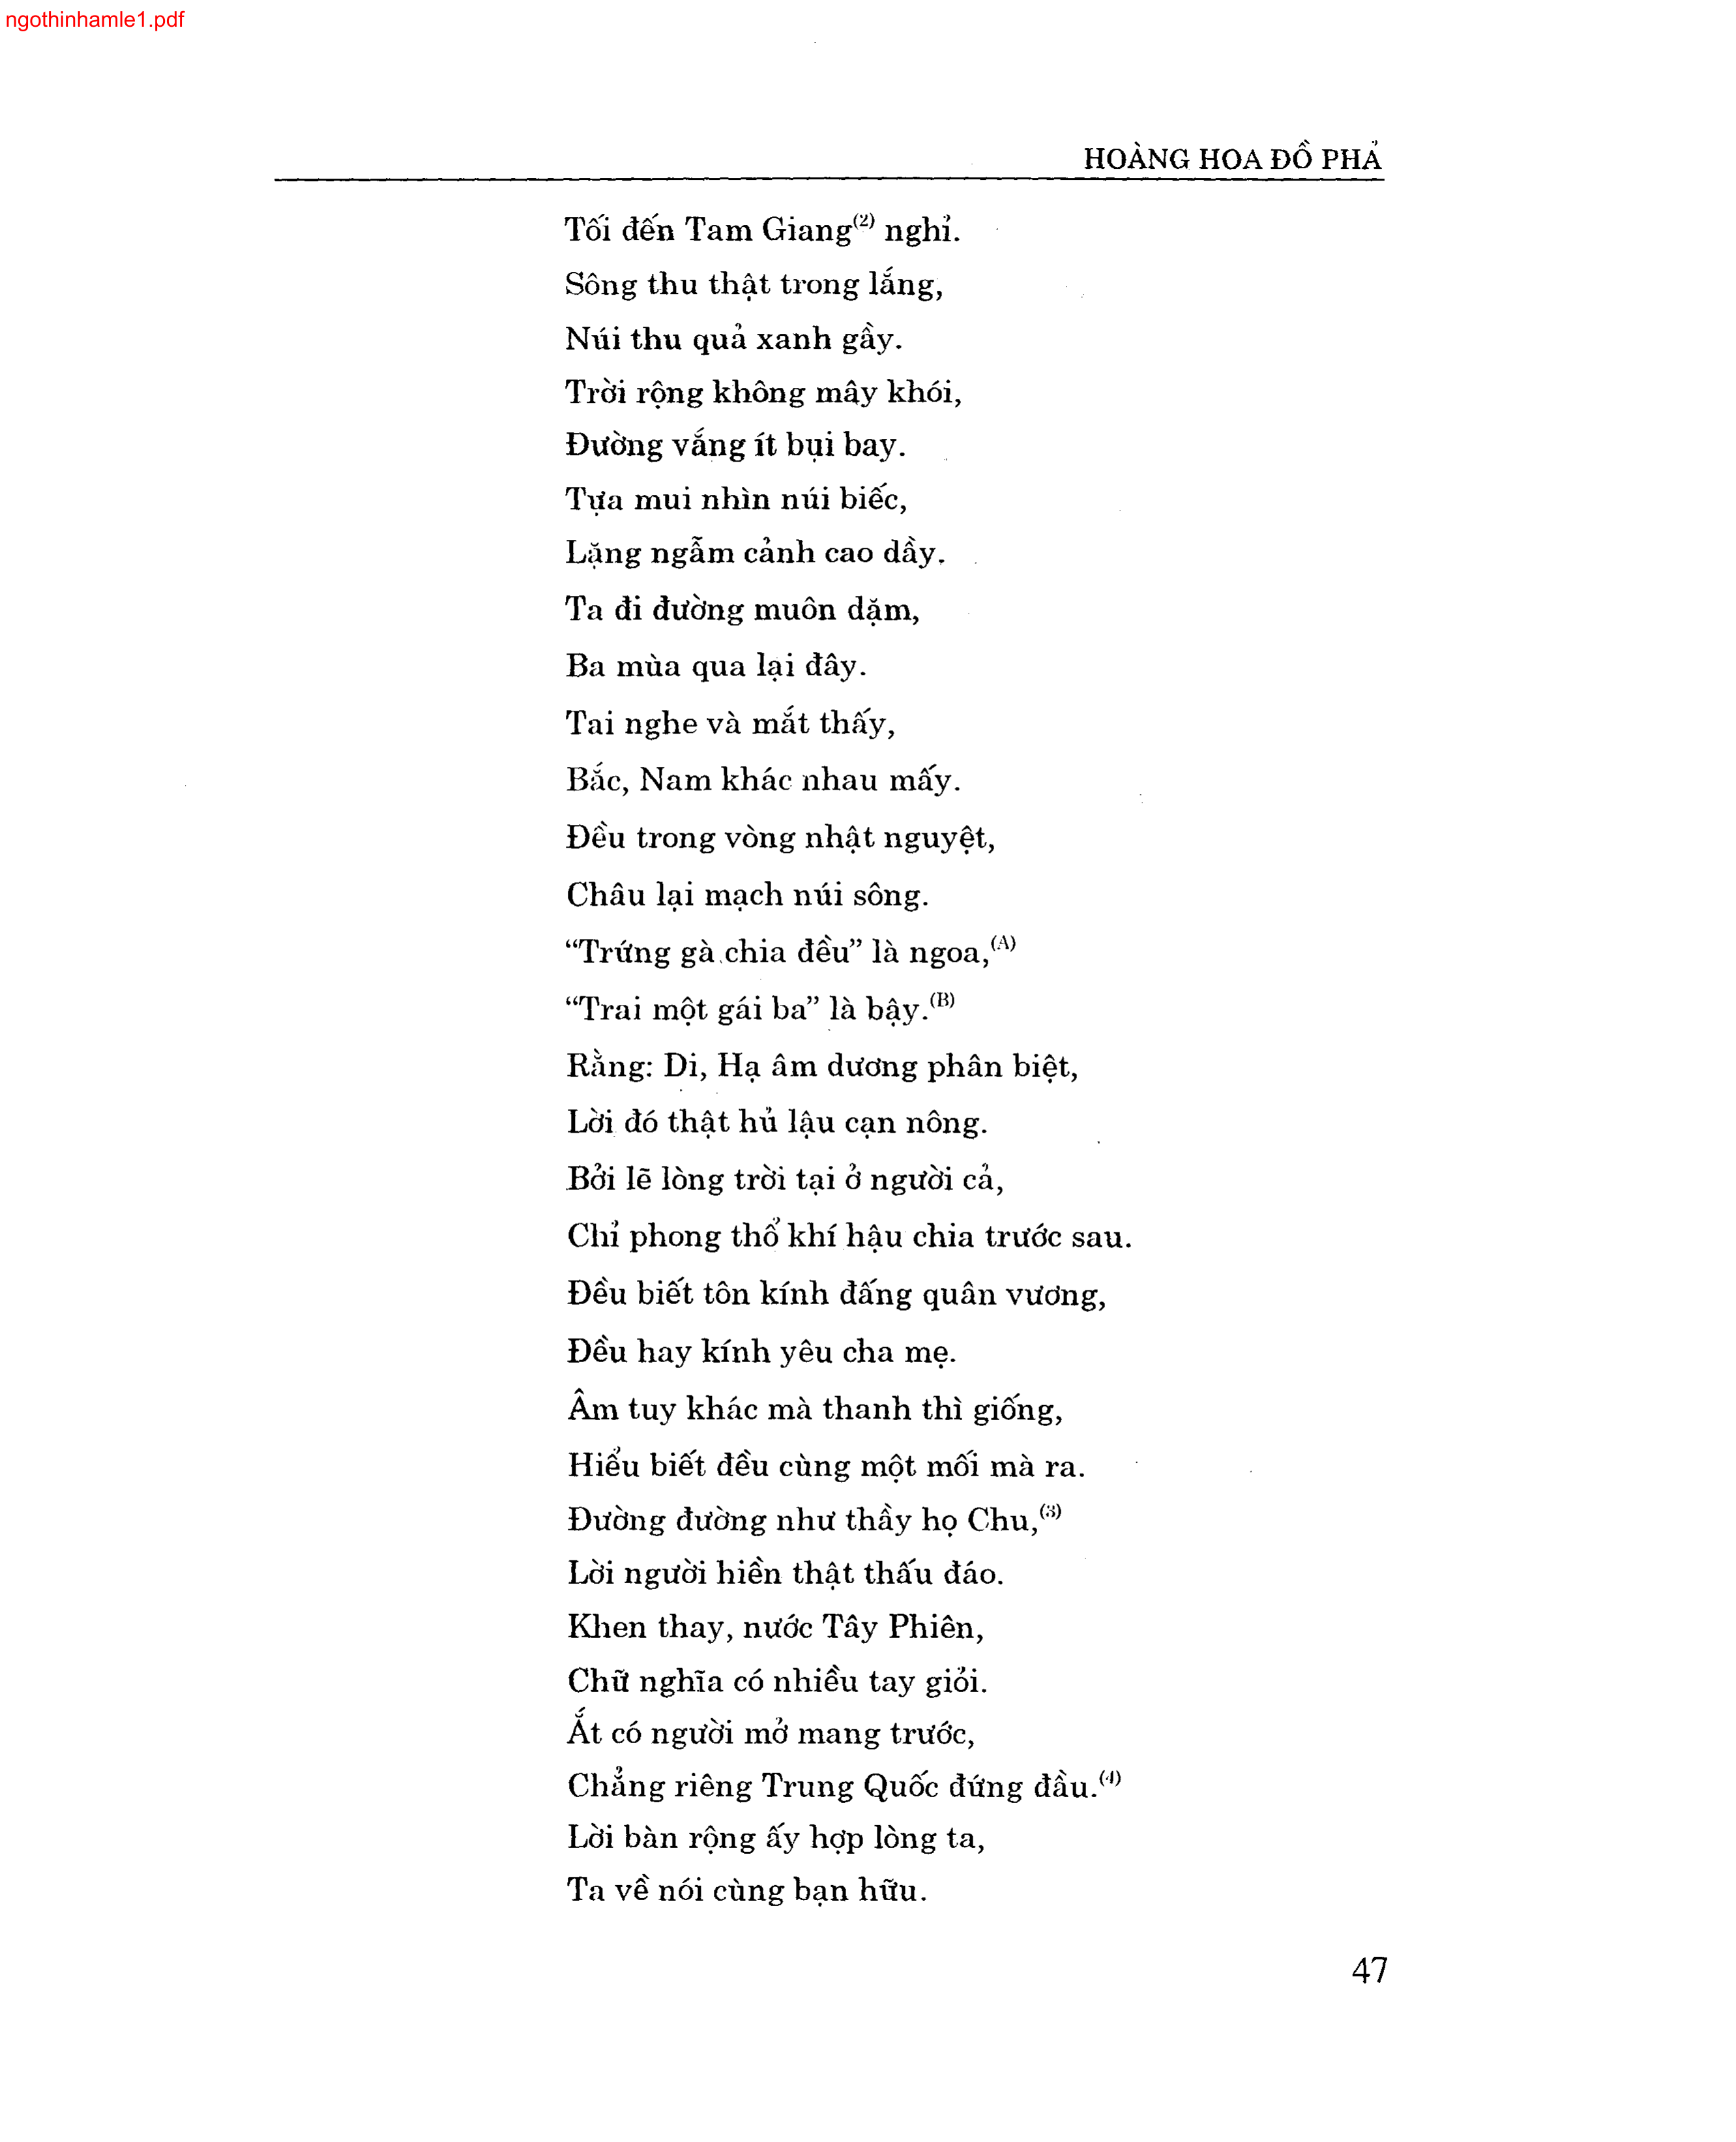 ngothinhamle1.pdf
HOÀNG HOA ĐỒ PHẢ
Tối đến Tam Giang(2) nghỉ.
Sông thu thật trong lắng,
Núi thu quả xanh gầy.
Trời rộng không mây khói,
Đường vắng ít bụi bay.
Tựa mui nhìn núi biếc,
Lặng ngẫm cảnh cao dầy.
Ta đi đường muôn dặm,
Ba mùa qua lại đây.
Tai nghe và mắt thấy,
Bắc, Nam khác nhau mấy.
Đều trong vòng nhật nguyệt,
Châu lại mạch núi sông.
“Trứng gà chia đều” là ngoa,(A)
“Trai một gái ba” là bậy.(B)
Rằng: Di, Hạ âm dương phân biệt,
Lời đó thật hủ lậu cạn nông.
Bởi lẽ lòng trời tại ở người cả,
Chỉ phong thổ khí hậu chia trước sau.
Đều biết tôn kính đấng quân vương,
Đều hay kính yêu cha mẹ.
Âm tuy khác mà thanh thì giống,
Hiểu biết đều cùng một mối mà ra.
Đường đường như thầy họ Chu,(3)
Lời người hiền thật thấu đáo.
Khen thay, nước Tây Phiên,
Chữ nghĩa có nhiều tay giỏi.
Ắt có người mở mang trước,
Chẳng riêng Trung Quốc đứng đầu.(4)
Lời bàn rộng ấy hợp lòng ta,
Ta về nói cùng bạn hữu.
47